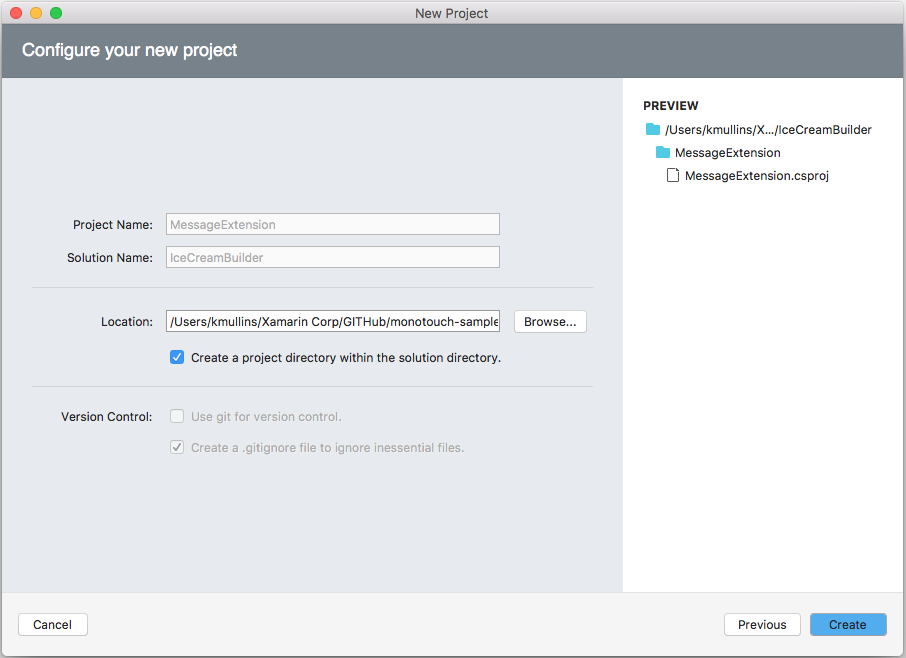 New Project
Configure your new project
Project Name: MessageExtension
Solution Name: IceCreamBuilder
Location: /Users/kmullins/Xamarin Corp/GITHub/monotouch-sample Browse...
Create a project directory within the solution directory.
Version Control: Use git for version control.
Create a .gitignore file to ignore inessential files.
PREVIEW
/Users/kmullins/X.../IceCreamBuilder
MessageExtension
MessageExtension.csproj
Cancel Previous Create